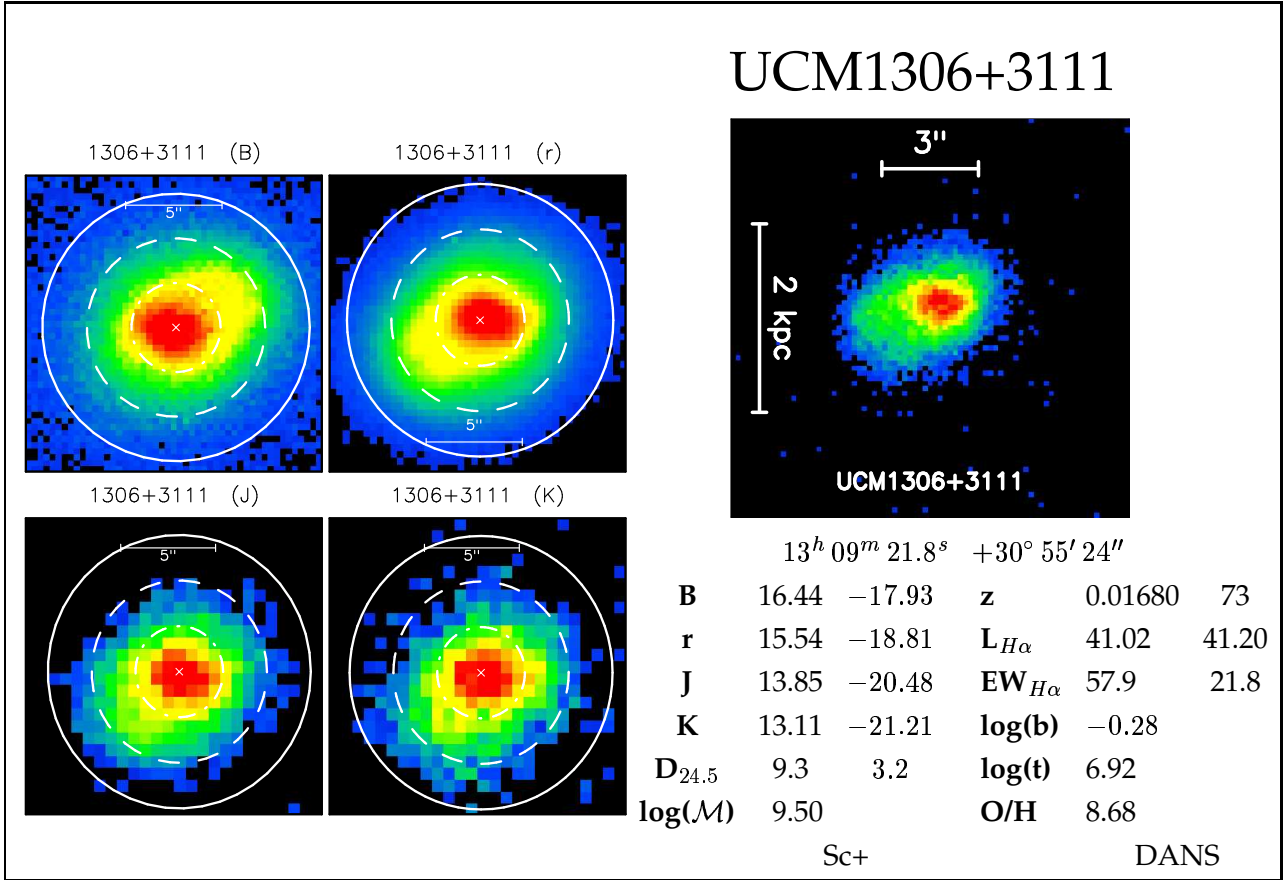 UCM1306+3111
1306+3111 (B)
1306+3111 (r)
5"
5"
1306+3111 (J)
1306+3111 (K)
5"
5"
3"
2 kpc
UCM1306+3111
13ʰ 09ᵐ 21.8ˢ +30° 55′ 24″
B 16.44 −17.93 z 0.01680 73
r 15.54 −18.81 L_Hα 41.02 41.20
J 13.85 −20.48 EW_Hα 57.9 21.8
K 13.11 −21.21 log(b) −0.28
D_24.5 9.3 3.2 log(t) 6.92
log(ℳ) 9.50 O/H 8.68
Sc+ DANS